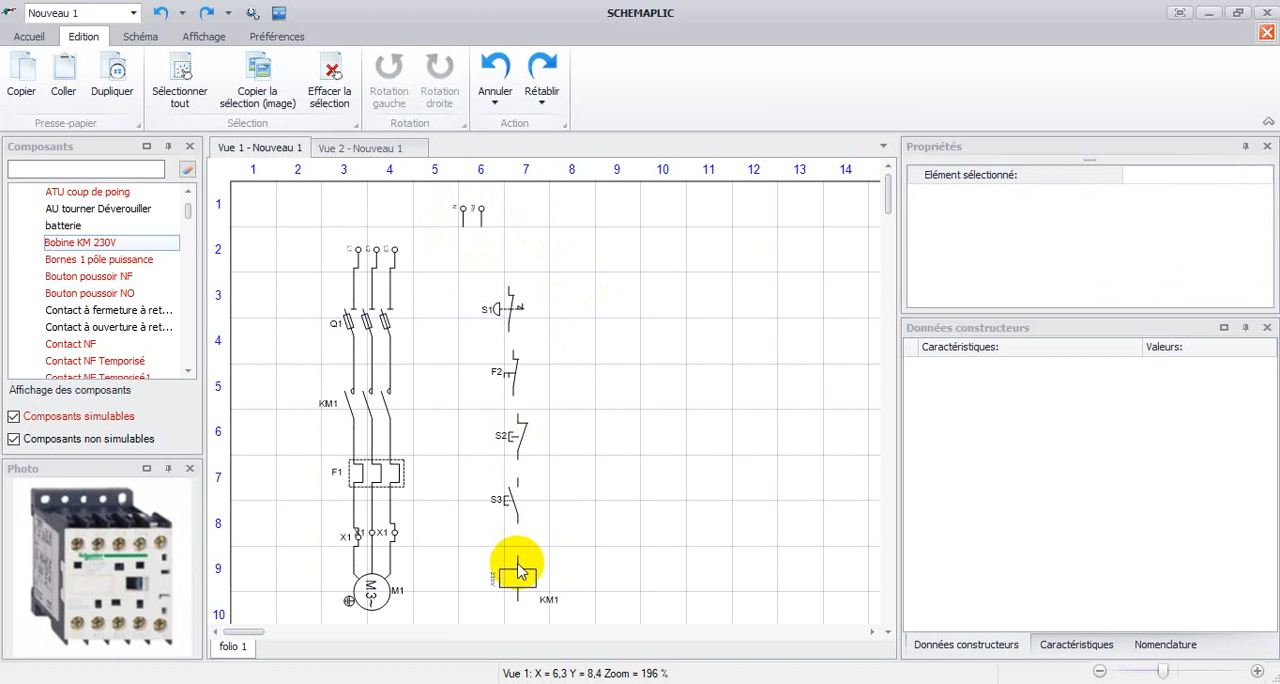 Nouveau 1
SCHEMAPLIC
Accueil Edition Schéma Affichage Préférences
Copier Coller Dupliquer Sélectionner tout Copier la sélection (image) Effacer la sélection Rotation gauche Rotation droite Annuler Rétablir
Presse-papier Sélection Rotation Action
Composants
ATU coup de poing
AU tourner Déverouiller
batterie
Bobine KM 230V
Bornes 1 pôle puissance
Bouton poussoir NF
Bouton poussoir NO
Contact à fermeture à ret...
Contact à ouverture à ret...
Contact NF
Contact NF Temporisé
Contact NF Temporisé1
Affichage des composants
Composants simulables
Composants non simulables
Photo
Vue 1 - Nouveau 1 Vue 2 - Nouveau 1
1 2 3 4 5 6 7 8 9 10 11 12 13 14
1
2
3
4
5
6
7
8
9
10
Q1
KM1
F1
X1 X1 X1
M 3~
M1
S1
F2
S2
S3
230V
KM1
folio 1
Propriétés
Elément sélectionné:
Données constructeurs
Caractéristiques: Valeurs:
Données constructeurs Caractéristiques Nomenclature
Vue 1: X = 6,3 Y = 8,4 Zoom = 196 %